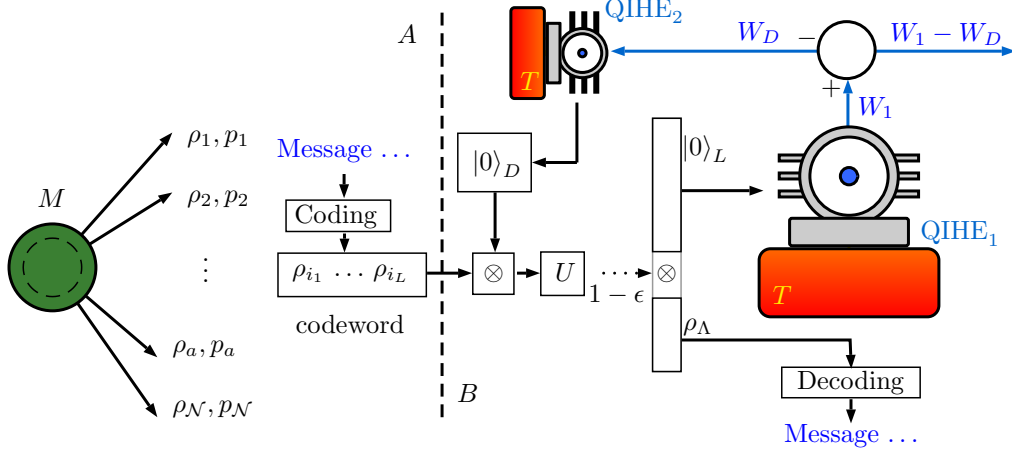 QIHE₂
A
W_D
−
W₁ − W_D
T
+
W₁
ρ₁, p₁
Message ...
|0⟩_D
|0⟩_L
M
ρ₂, p₂
Coding
QIHE₁
⋮
ρ_{i₁} ... ρ_{i_L}
⊗
U
....
⊗
1 − ϵ
T
codeword
ρ_Λ
ρ_a, p_a
Decoding
B
ρ_𝒩, p_𝒩
Message ...